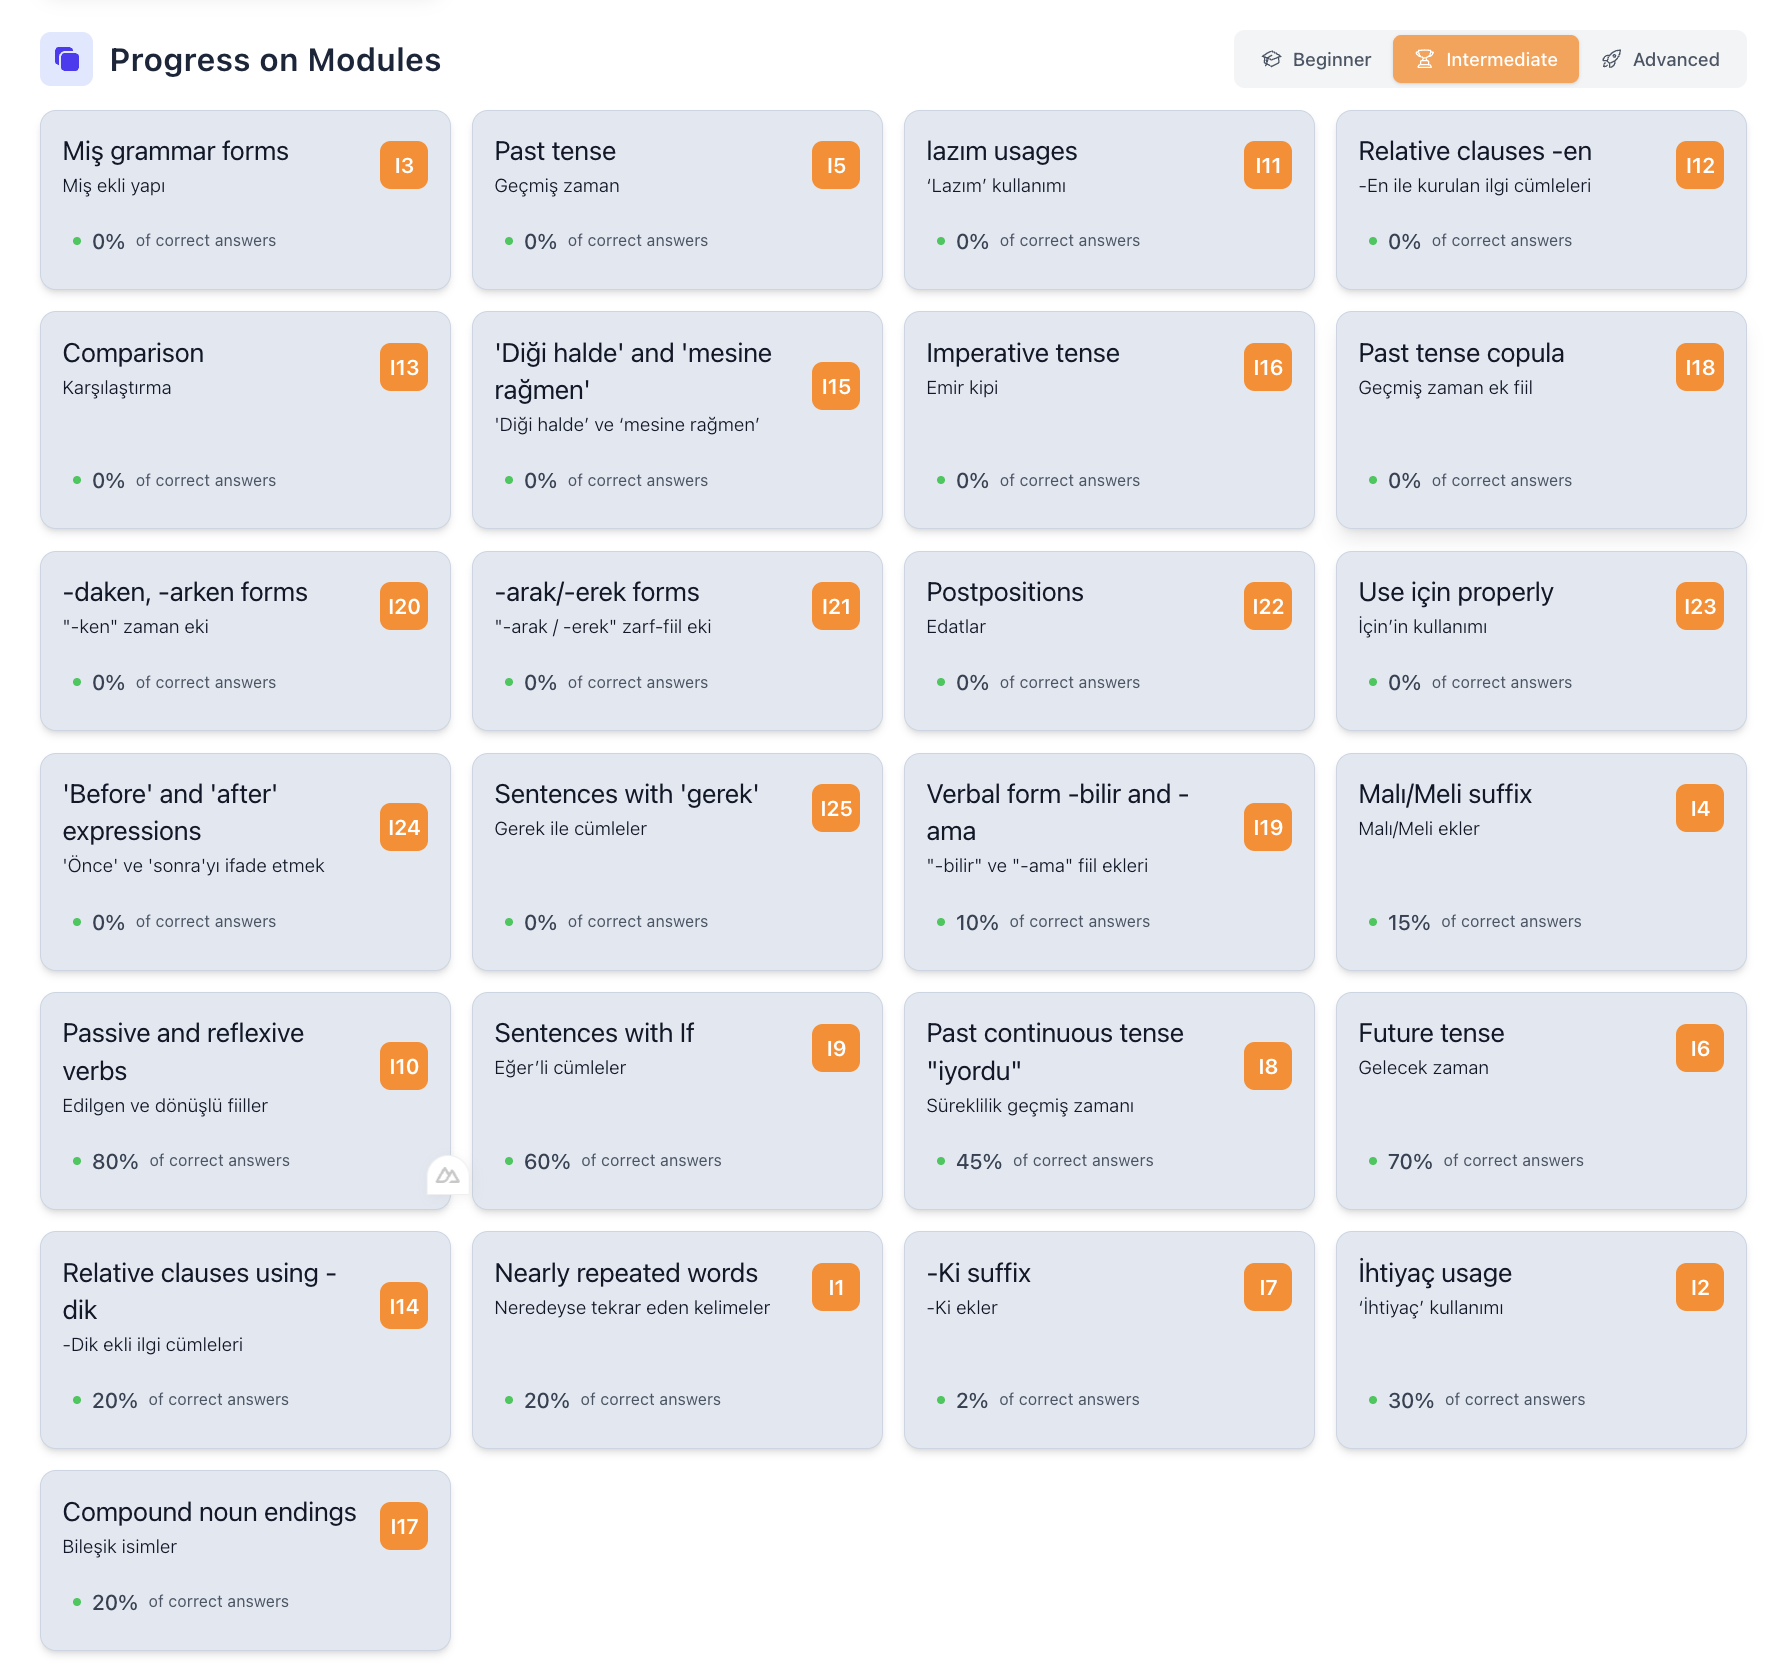 Progress on Modules
Beginner
Intermediate
Advanced
Miş grammar forms
Miş ekli yapı
I3
0% of correct answers
Past tense
Geçmiş zaman
I5
0% of correct answers
lazım usages
‘Lazım’ kullanımı
I11
0% of correct answers
Relative clauses -en
-En ile kurulan ilgi cümleleri
I12
0% of correct answers
Comparison
Karşılaştırma
I13
0% of correct answers
'Diği halde' and 'mesine
rağmen'
'Diği halde’ ve ‘mesine rağmen’
I15
0% of correct answers
Imperative tense
Emir kipi
I16
0% of correct answers
Past tense copula
Geçmiş zaman ek fiil
I18
0% of correct answers
-daken, -arken forms
"-ken" zaman eki
I20
0% of correct answers
-arak/-erek forms
"-arak / -erek" zarf-fiil eki
I21
0% of correct answers
Postpositions
Edatlar
I22
0% of correct answers
Use için properly
İçin’in kullanımı
I23
0% of correct answers
'Before' and 'after'
expressions
'Önce' ve 'sonra'yı ifade etmek
I24
0% of correct answers
Sentences with 'gerek'
Gerek ile cümleler
I25
0% of correct answers
Verbal form -bilir and -
ama
"-bilir" ve "-ama" fiil ekleri
I19
10% of correct answers
Malı/Meli suffix
Malı/Meli ekler
I4
15% of correct answers
Passive and reflexive
verbs
Edilgen ve dönüşlü fiiller
I10
80% of correct answers
Sentences with If
Eğer’li cümleler
I9
60% of correct answers
Past continuous tense
"iyordu"
Süreklilik geçmiş zamanı
I8
45% of correct answers
Future tense
Gelecek zaman
I6
70% of correct answers
Relative clauses using -
dik
-Dik ekli ilgi cümleleri
I14
20% of correct answers
Nearly repeated words
Neredeyse tekrar eden kelimeler
I1
20% of correct answers
-Ki suffix
-Ki ekler
I7
2% of correct answers
İhtiyaç usage
‘İhtiyaç’ kullanımı
I2
30% of correct answers
Compound noun endings
Bileşik isimler
I17
20% of correct answers